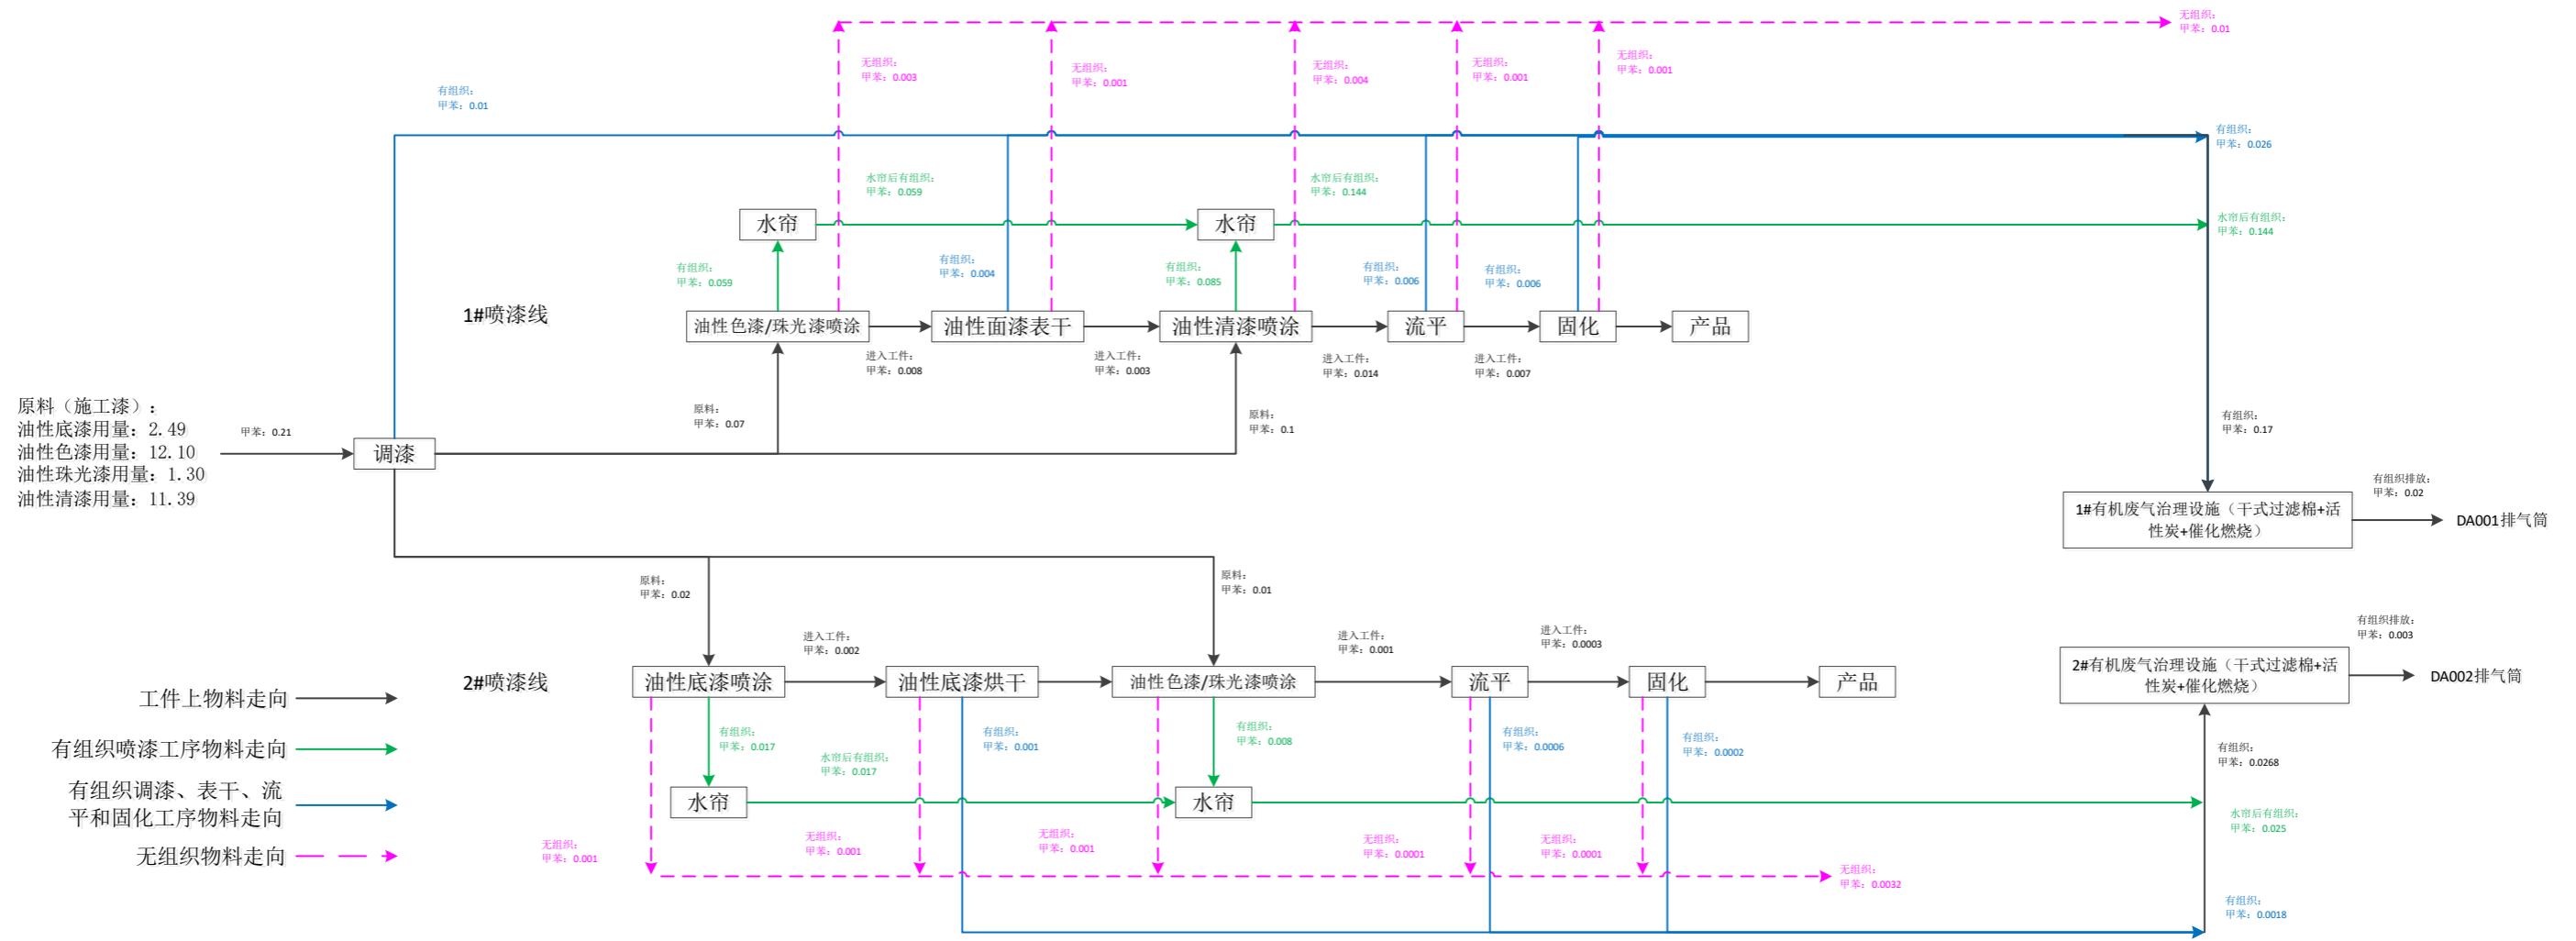 无组织：
甲苯：0.01
无组织：
甲苯：0.003
无组织：
甲苯：0.001
无组织：
甲苯：0.004
无组织：
甲苯：0.001
无组织：
甲苯：0.001
有组织：
甲苯：0.01
有组织：
甲苯：0.026
水帘后有组织：
甲苯：0.059
水帘后有组织：
甲苯：0.144
水帘
水帘
水帘后有组织：
甲苯：0.144
有组织：
甲苯：0.059
有组织：
甲苯：0.004
有组织：
甲苯：0.085
有组织：
甲苯：0.006
有组织：
甲苯：0.006
1#喷漆线
油性色漆/珠光漆喷涂
油性面漆表干
油性清漆喷涂
流平
固化
产品
进入工件：
甲苯：0.008
进入工件：
甲苯：0.003
进入工件：
甲苯：0.014
进入工件：
甲苯：0.007
原料（施工漆）：
油性底漆用量：2.49
油性色漆用量：12.10
油性珠光漆用量：1.30
油性清漆用量：11.39
甲苯：0.21
调漆
原料：
甲苯：0.07
原料：
甲苯：0.1
有组织：
甲苯：0.17
1#有机废气治理设施（干式过滤棉+活
性炭+催化燃烧）
有组织排放：
甲苯：0.02
DA001排气筒
原料：
甲苯：0.02
原料：
甲苯：0.01
进入工件：
甲苯：0.002
进入工件：
甲苯：0.001
进入工件：
甲苯：0.0003
有组织排放：
甲苯：0.003
2#喷漆线
油性底漆喷涂
油性底漆烘干
油性色漆/珠光漆喷涂
流平
固化
产品
2#有机废气治理设施（干式过滤棉+活
性炭+催化燃烧）
DA002排气筒
工件上物料走向
有组织喷漆工序物料走向
有组织调漆、表干、流
平和固化工序物料走向
无组织物料走向
有组织：
甲苯：0.017
水帘后有组织：
甲苯：0.017
有组织：
甲苯：0.001
有组织：
甲苯：0.008
有组织：
甲苯：0.0006
有组织：
甲苯：0.0002
有组织：
甲苯：0.0268
水帘
水帘
水帘后有组织：
甲苯：0.025
无组织：
甲苯：0.001
无组织：
甲苯：0.001
无组织：
甲苯：0.001
无组织：
甲苯：0.0001
无组织：
甲苯：0.0001
无组织：
甲苯：0.0032
有组织：
甲苯：0.0018